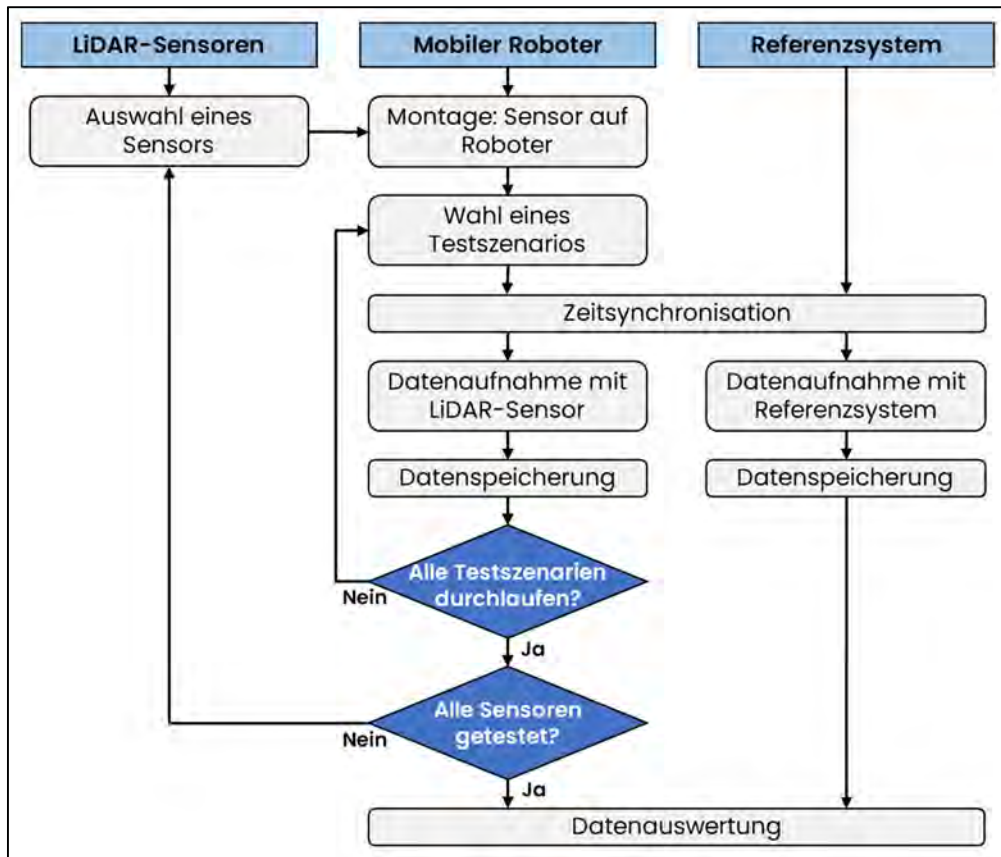 LiDAR-Sensoren
Mobiler Roboter
Referenzsystem
Auswahl eines
Sensors
Montage: Sensor auf
Roboter
Wahl eines
Testszenarios
Zeitsynchronisation
Datenaufnahme mit
LiDAR-Sensor
Datenaufnahme mit
Referenzsystem
Datenspeicherung
Datenspeicherung
Alle Testszenarien
durchlaufen?
Nein
Ja
Alle Sensoren
getestet?
Nein
Ja
Datenauswertung